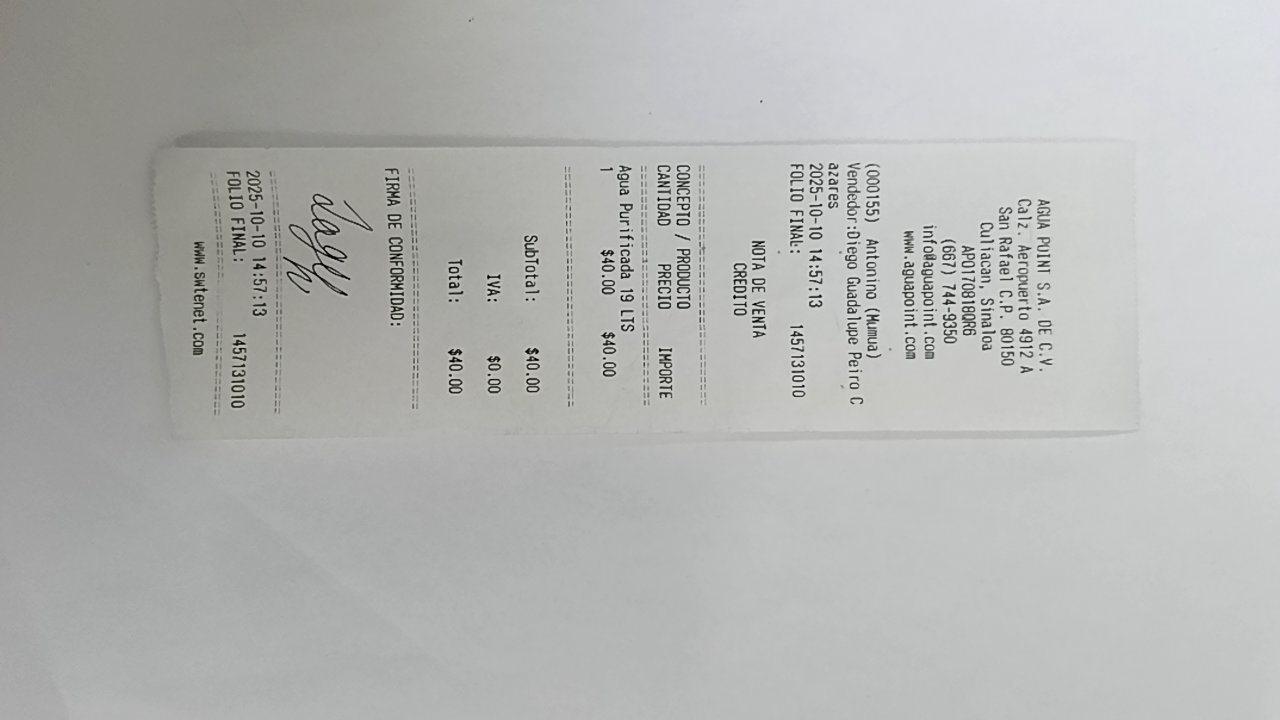 AGUA POINT S.A. DE C.V.
Calz. Aeropuerto 4912 A
San Rafael C.P. 80150
Culiacan, Sinaloa
APO170818QR6
(667) 744-9350
info@aguapoint.com
www.aguapoint.com
(000155) Antonino (Mumua)
Vendedor:Diego Guadalupe Peiro C
azares
2025-10-10 14:57:13
FOLIO FINAL: 1457131010
NOTA DE VENTA
CREDITO
CONCEPTO / PRODUCTO
CANTIDAD PRECIO IMPORTE
Agua Purificada 19 LTS
1 $40.00 $40.00
SubTotal: $40.00
IVA: $0.00
Total: $40.00
FIRMA DE CONFORMIDAD:
2025-10-10 14:57:13
FOLIO FINAL: 1457131010
www.swtenet.com